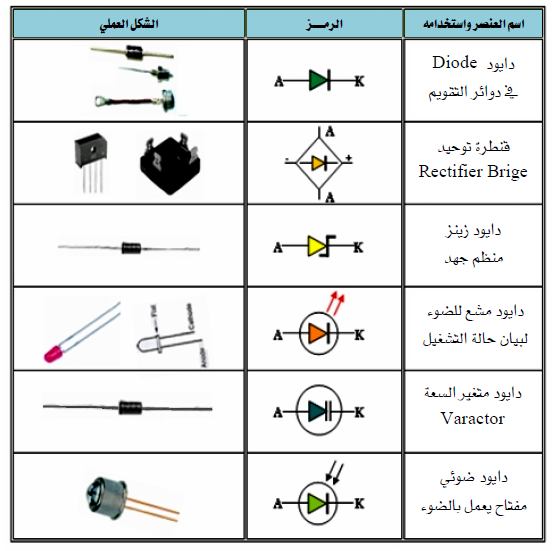 اسم العنصر واستخدامه
الرمـــز
الشكل العملي
دايود Diode
في دوائر التقويم
A
K
قنطرة توحيد
Rectifier Brige
A
-
+
A
دايود زينر
منظم جهد
A
K
دايود مشع للضوء
لبيان حالة التشغيل
A
K
Flat
Cathode
Anode
دايود متغير السعة
Varactor
A
K
دايود ضوئي
مفتاح يعمل بالضوء
A
K